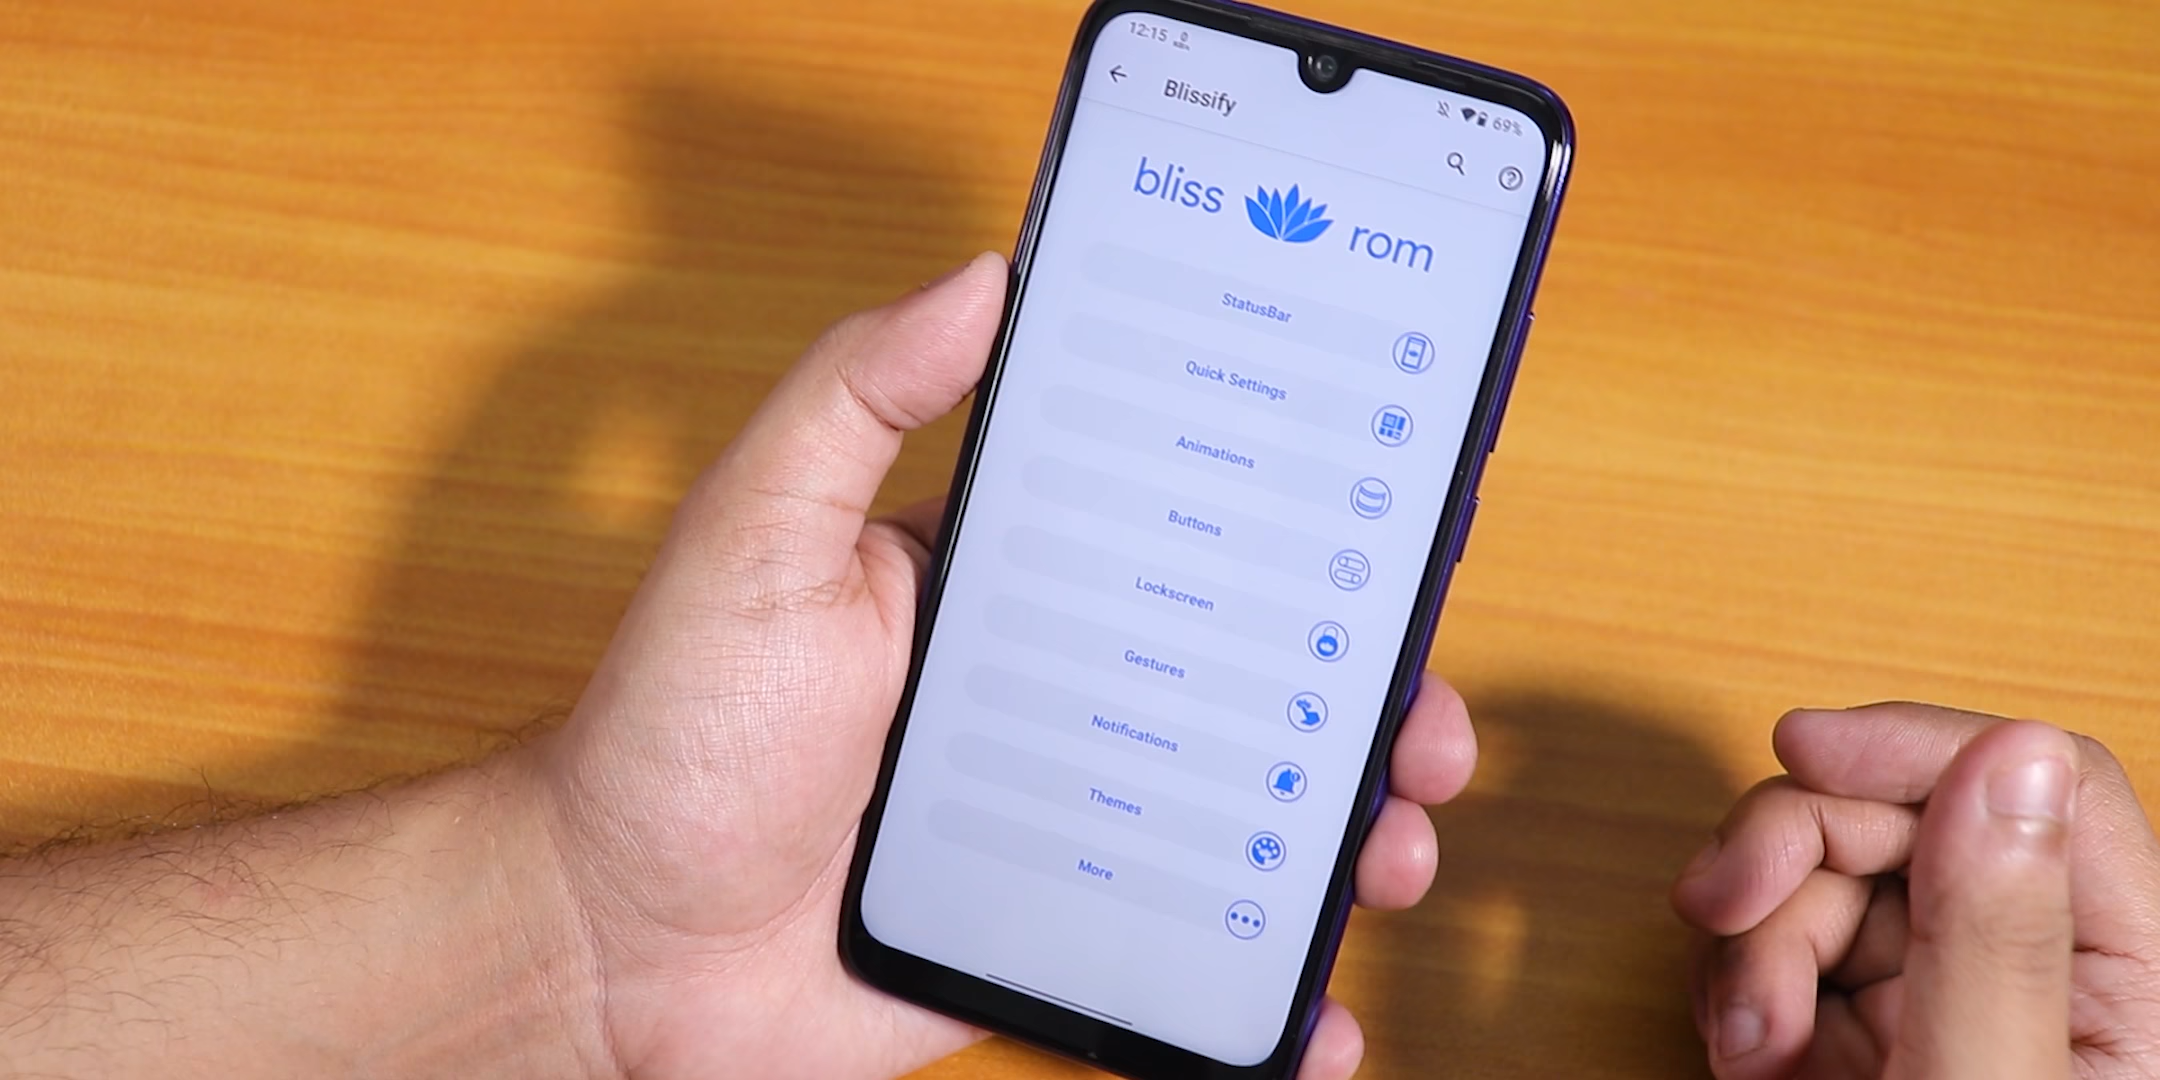 12:15
69%
Blissify
bliss rom
StatusBar
Quick Settings
Animations
Buttons
Lockscreen
Gestures
Notifications
Themes
More